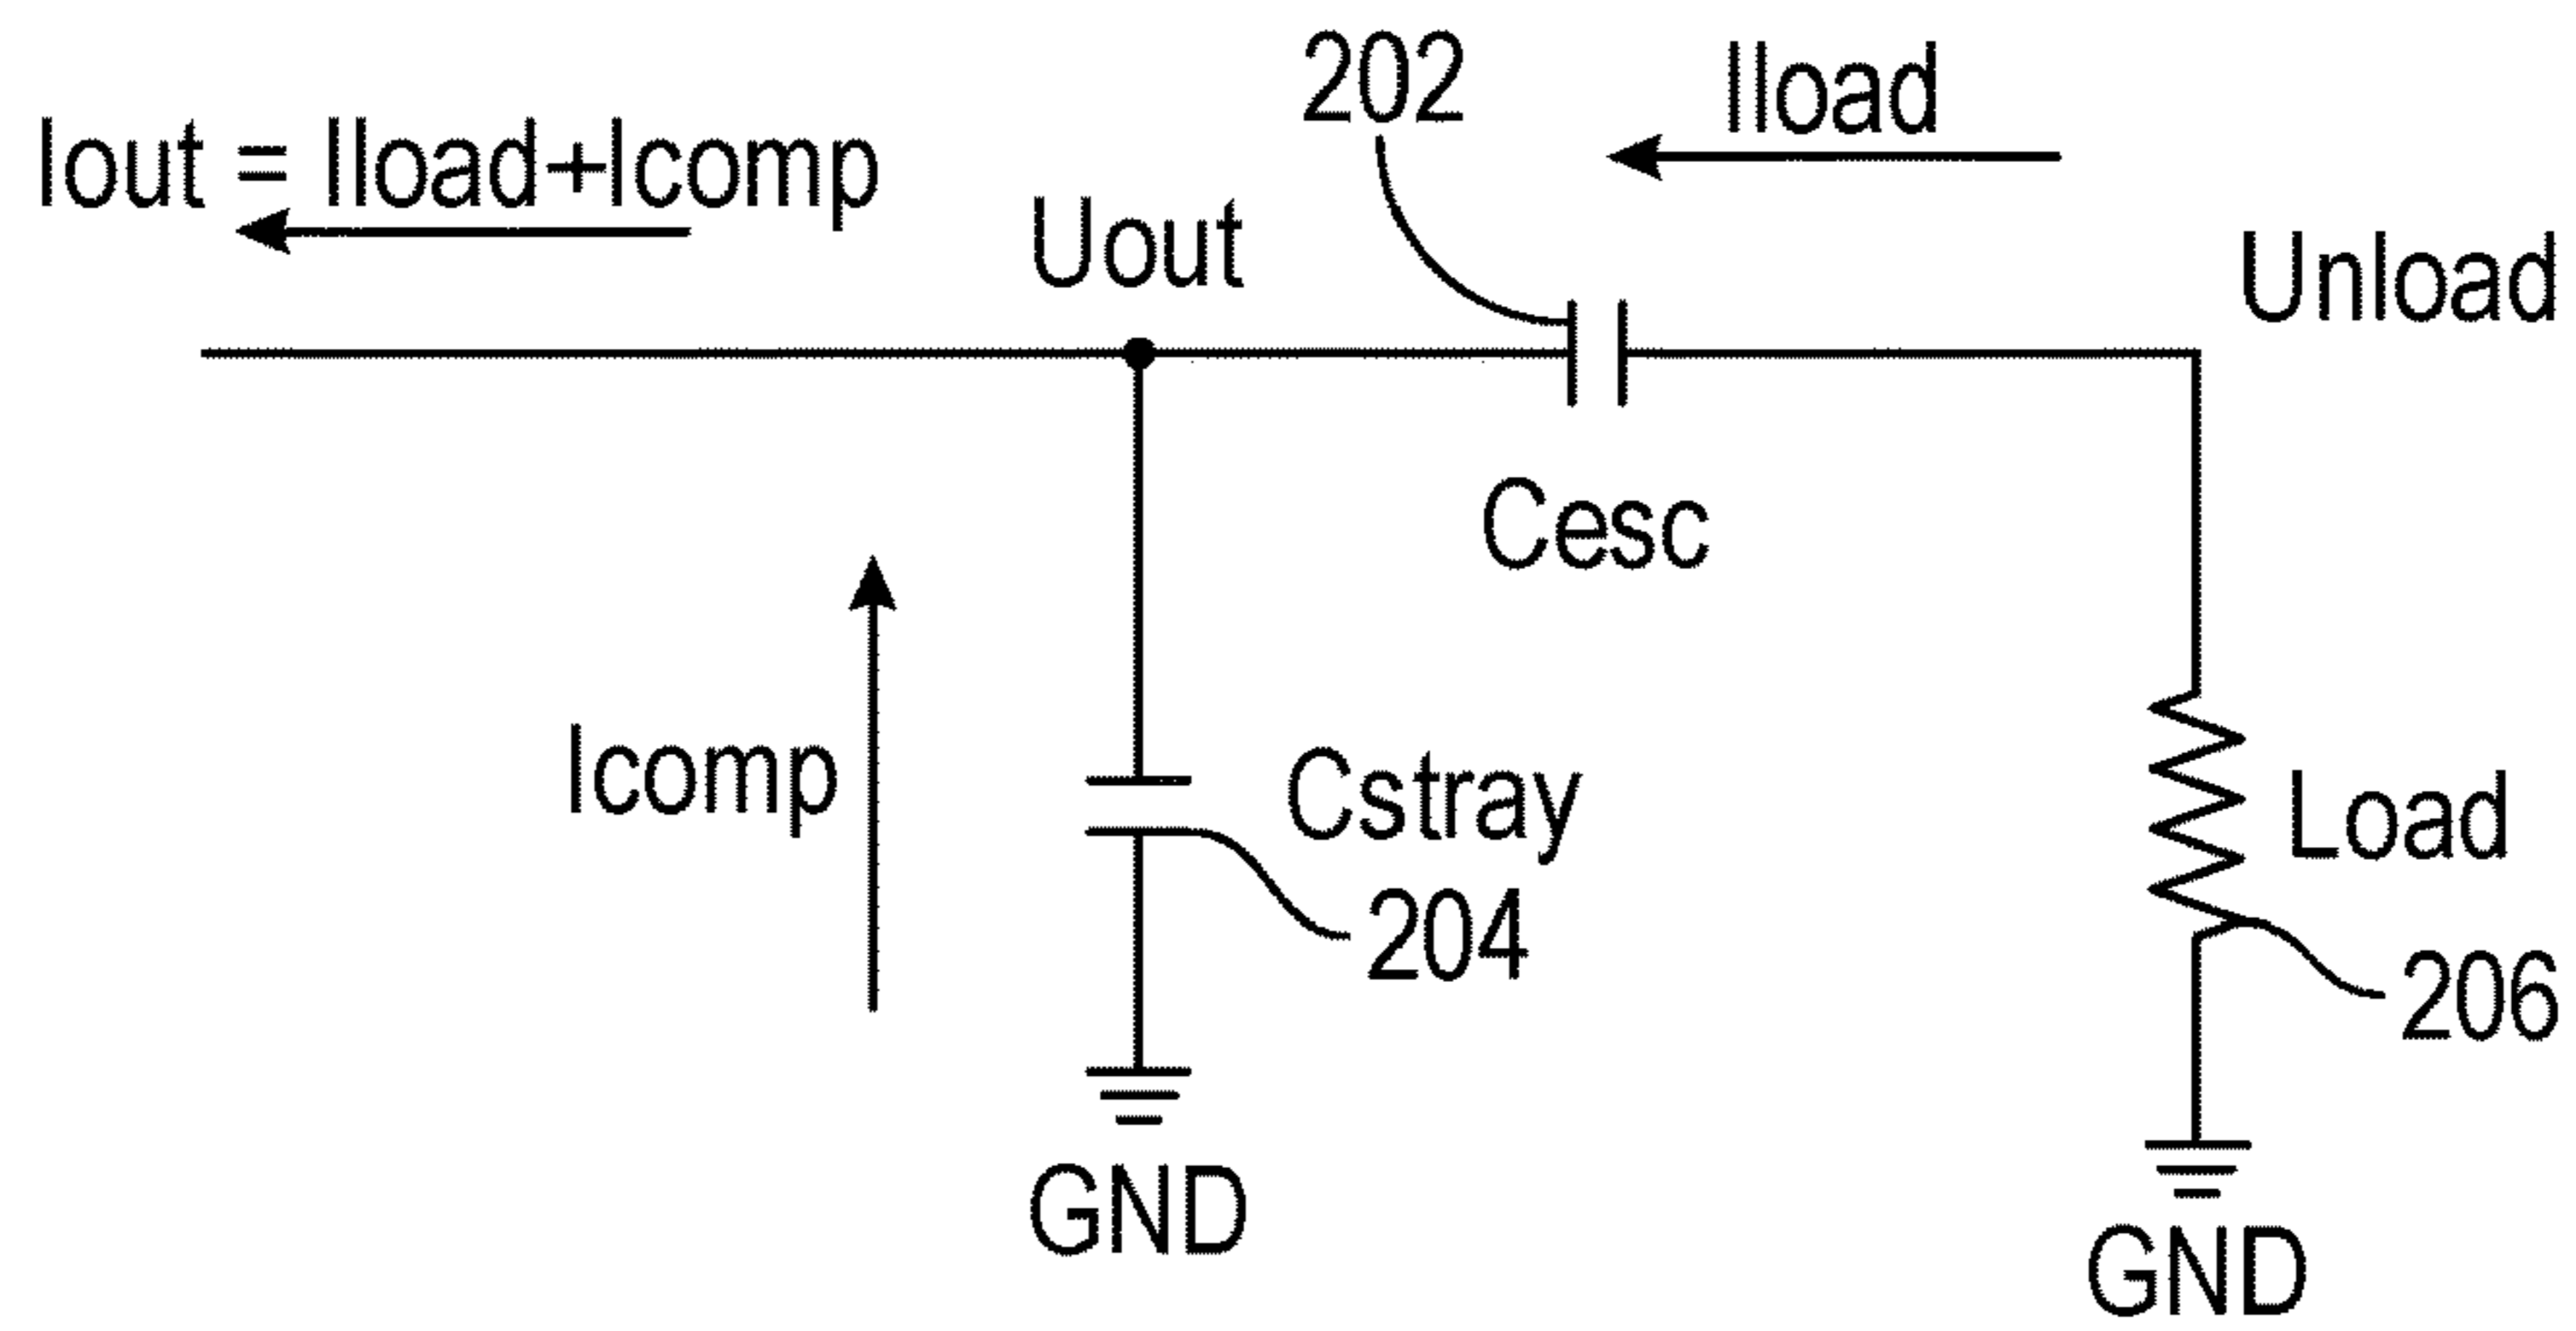 202
Iload
Iout = Iload+Icomp
Uout
Unload
Cesc
Icomp
Cstray
Load
204
206
GND
GND